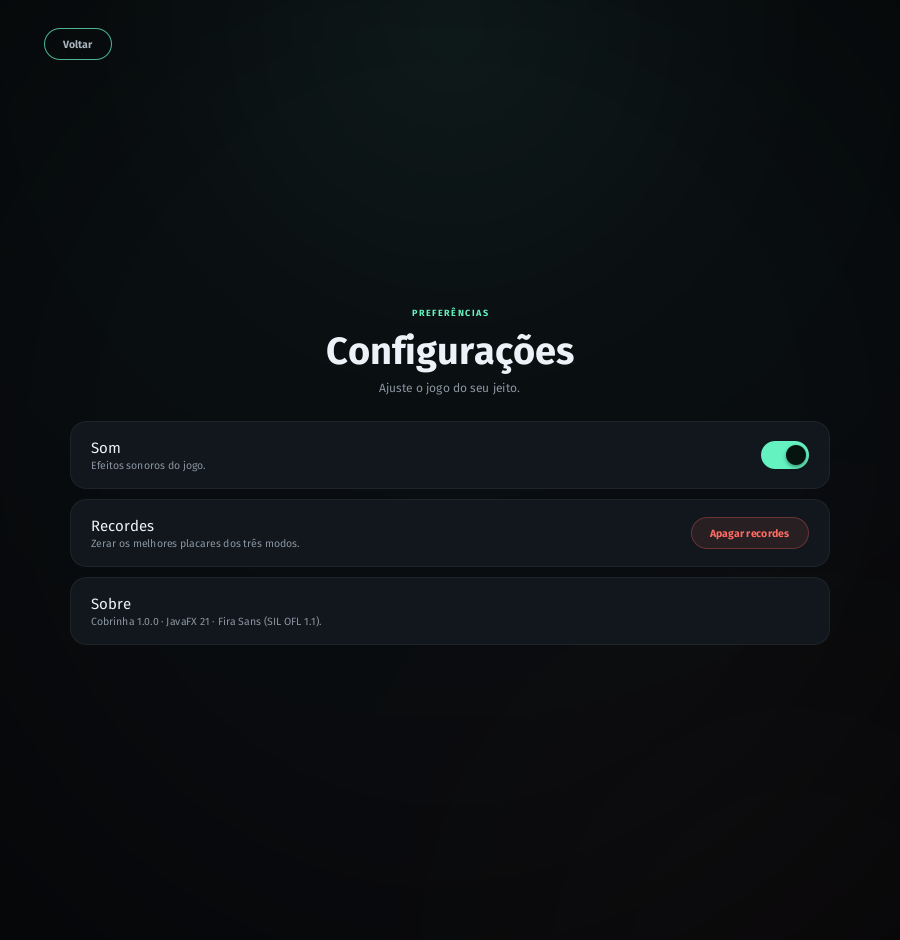 Voltar
PREFERÊNCIAS
Configurações
Ajuste o jogo do seu jeito.
Som
Efeitos sonoros do jogo.
Recordes
Zerar os melhores placares dos três modos.
Apagar recordes
Sobre
Cobrinha 1.0.0 · JavaFX 21 · Fira Sans (SIL OFL 1.1).